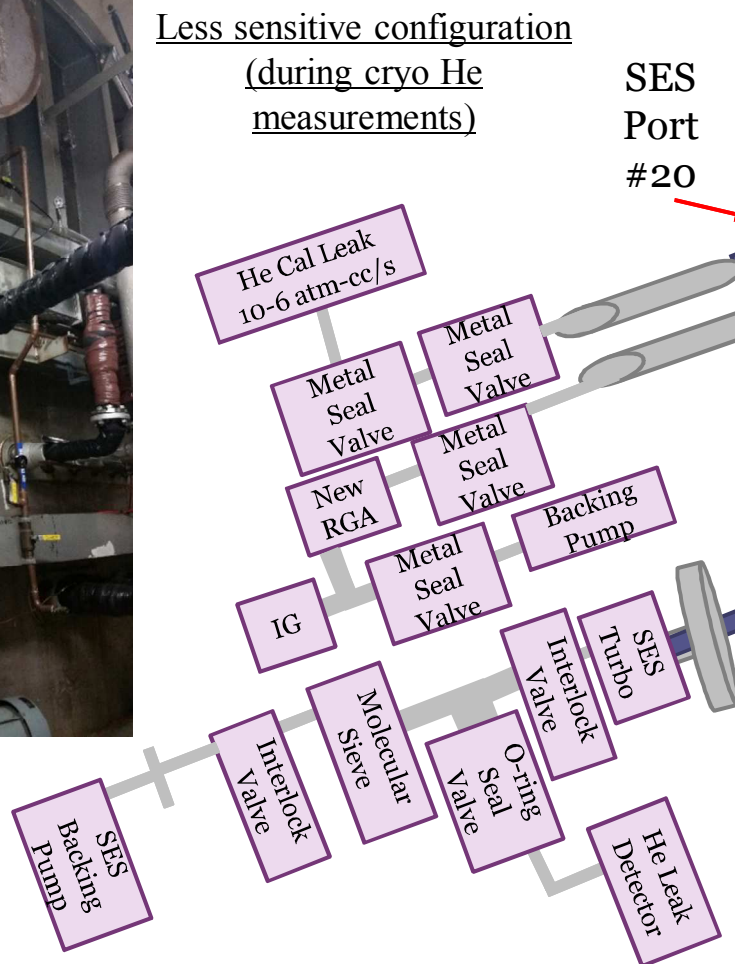 Less sensitive configuration
(during cryo He
measurements)
SES
Port
#20
He Cal Leak
10-6 atm-cc/s
Metal
Seal
Valve
Metal
Seal
Valve
Metal
Seal
Valve
New
RGA
Backing
Pump
Metal
Seal
Valve
IG
SES
Turbo
Interlock
Valve
Molecular
Sieve
O-ring
Seal
Valve
Interlock
Valve
SES
Backing
Pump
He Leak
Detector